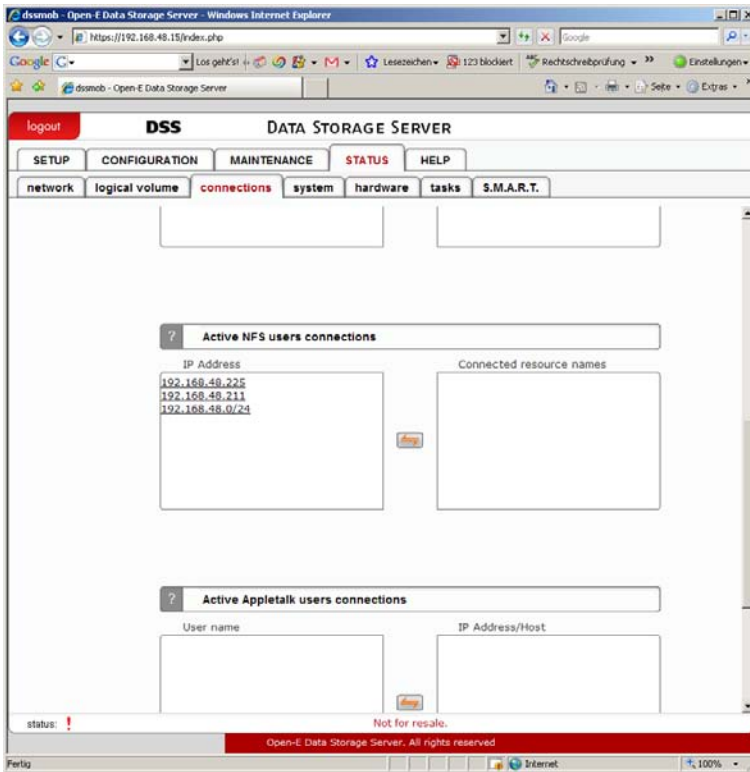 dssmob - Open-E Data Storage Server - Windows Internet Explorer
https://192.168.48.15/index.php
Google
Google
Los geht's!
Lesezeichen
123 blockiert
Rechtschreibprüfung
Einstellungen
dssmob - Open-E Data Storage Server
Seite
Extras
logout
DSS
DATA STORAGE SERVER
SETUP
CONFIGURATION
MAINTENANCE
STATUS
HELP
network
logical volume
connections
system
hardware
tasks
S.M.A.R.T.
?
Active NFS users connections
IP Address
Connected resource names
192.168.48.225
192.168.48.211
192.168.48.0/24
?
Active Appletalk users connections
User name
IP Address/Host
status: !
Not for resale.
Open-E Data Storage Server. All rights reserved
Fertig
Internet
100%